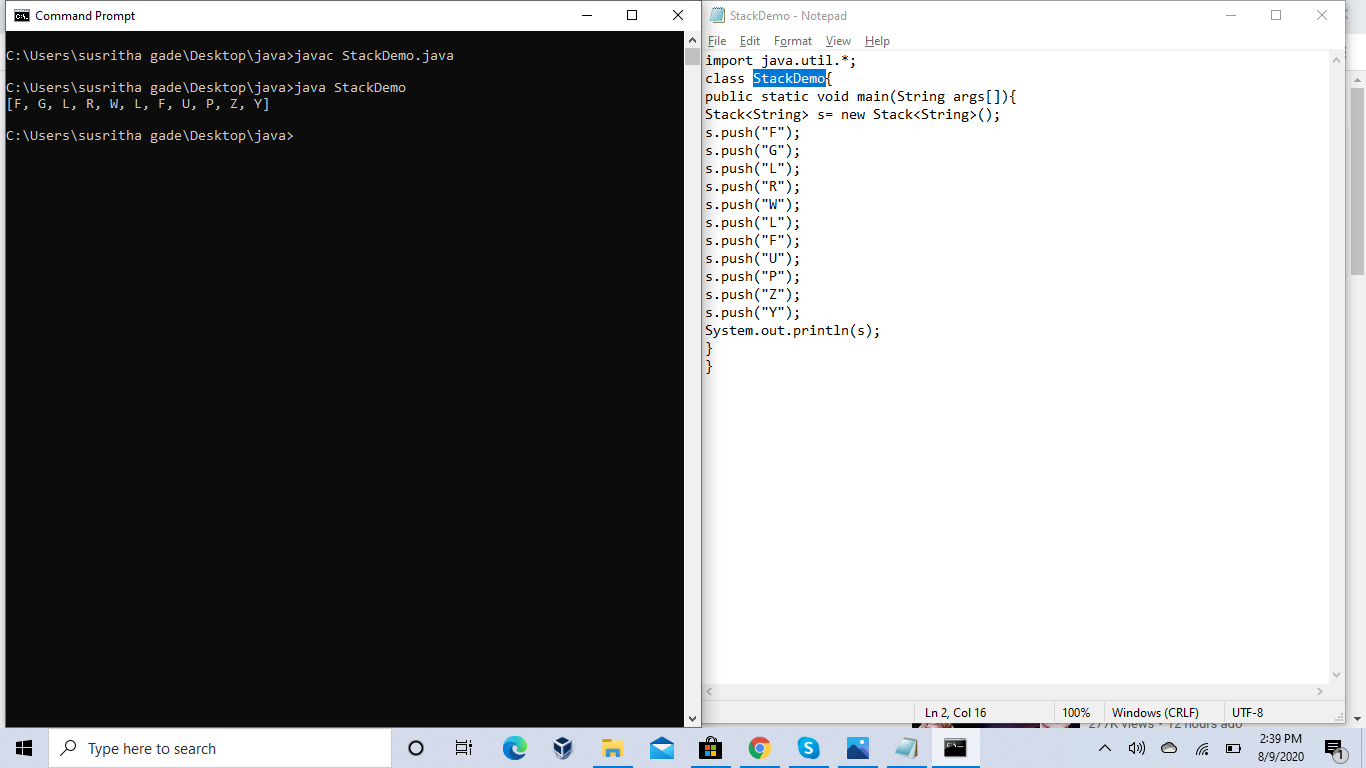 Command Prompt
C:\Users\susritha gade\Desktop\java>javac StackDemo.java
C:\Users\susritha gade\Desktop\java>java StackDemo
[F, G, L, R, W, L, F, U, P, Z, Y]
C:\Users\susritha gade\Desktop\java>
StackDemo - Notepad
File Edit Format View Help
import java.util.*;
class StackDemo{
public static void main(String args[]){
Stack<String> s= new Stack<String>();
s.push("F");
s.push("G");
s.push("L");
s.push("R");
s.push("W");
s.push("L");
s.push("F");
s.push("U");
s.push("P");
s.push("Z");
s.push("Y");
System.out.println(s);
}
}
Ln 2, Col 16 100% Windows (CRLF) UTF-8
277K views • 12 hours ago
Type here to search
2:39 PM
8/9/2020
1